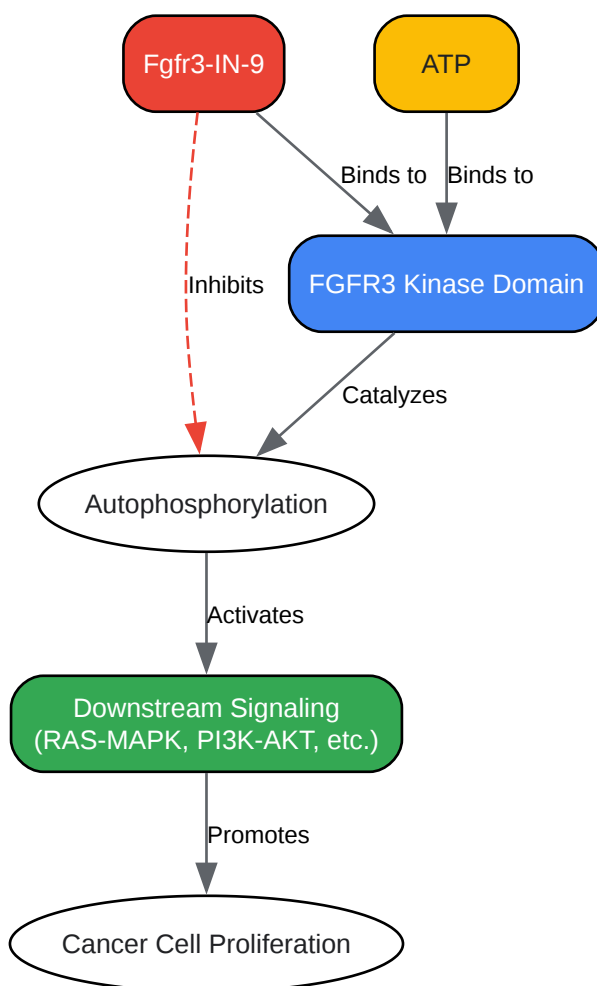 Fgfr3-IN-9
ATP
Binds to
Binds to
Inhibits
FGFR3 Kinase Domain
Catalyzes
Autophosphorylation
Activates
Downstream Signaling
(RAS-MAPK, PI3K-AKT, etc.)
Promotes
Cancer Cell Proliferation